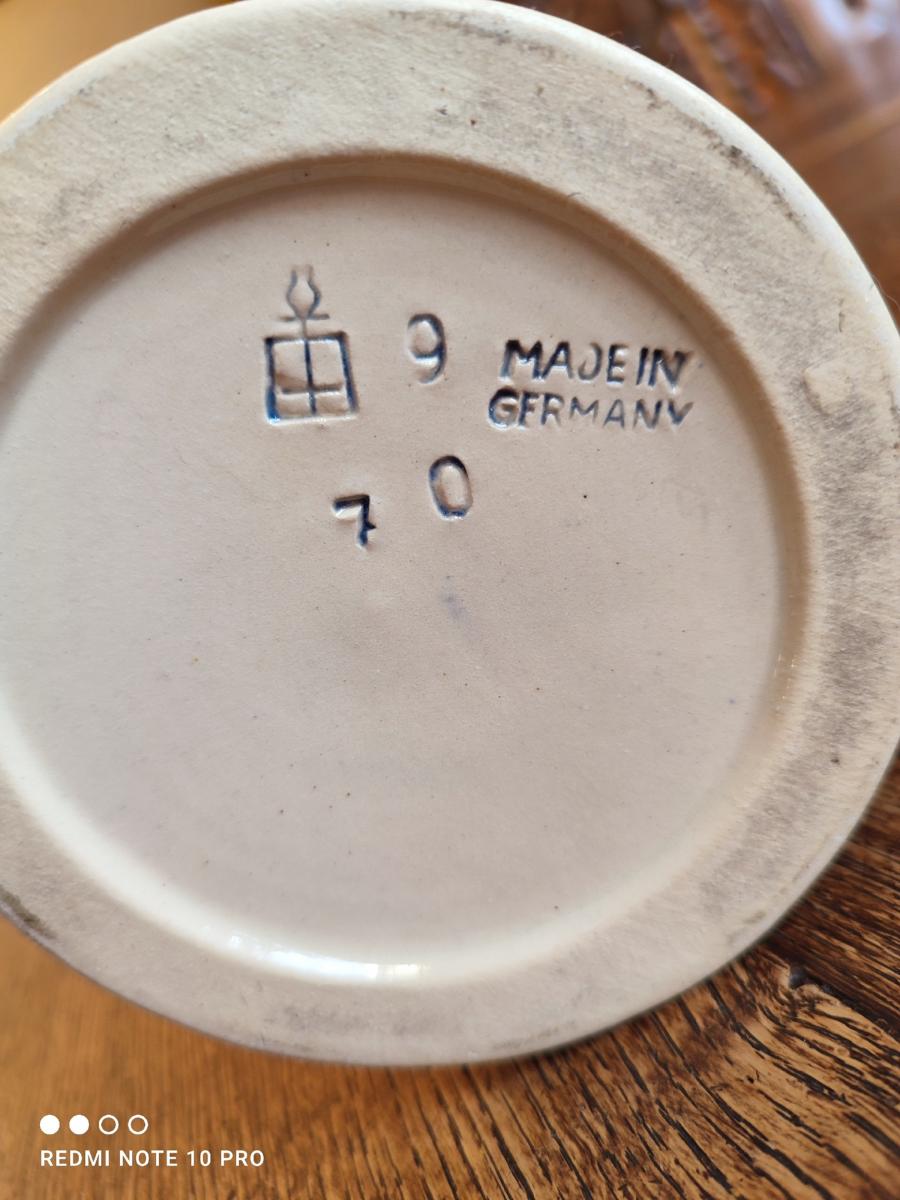 9
MADE IN
GERMANY
7 0
REDMI NOTE 10 PRO